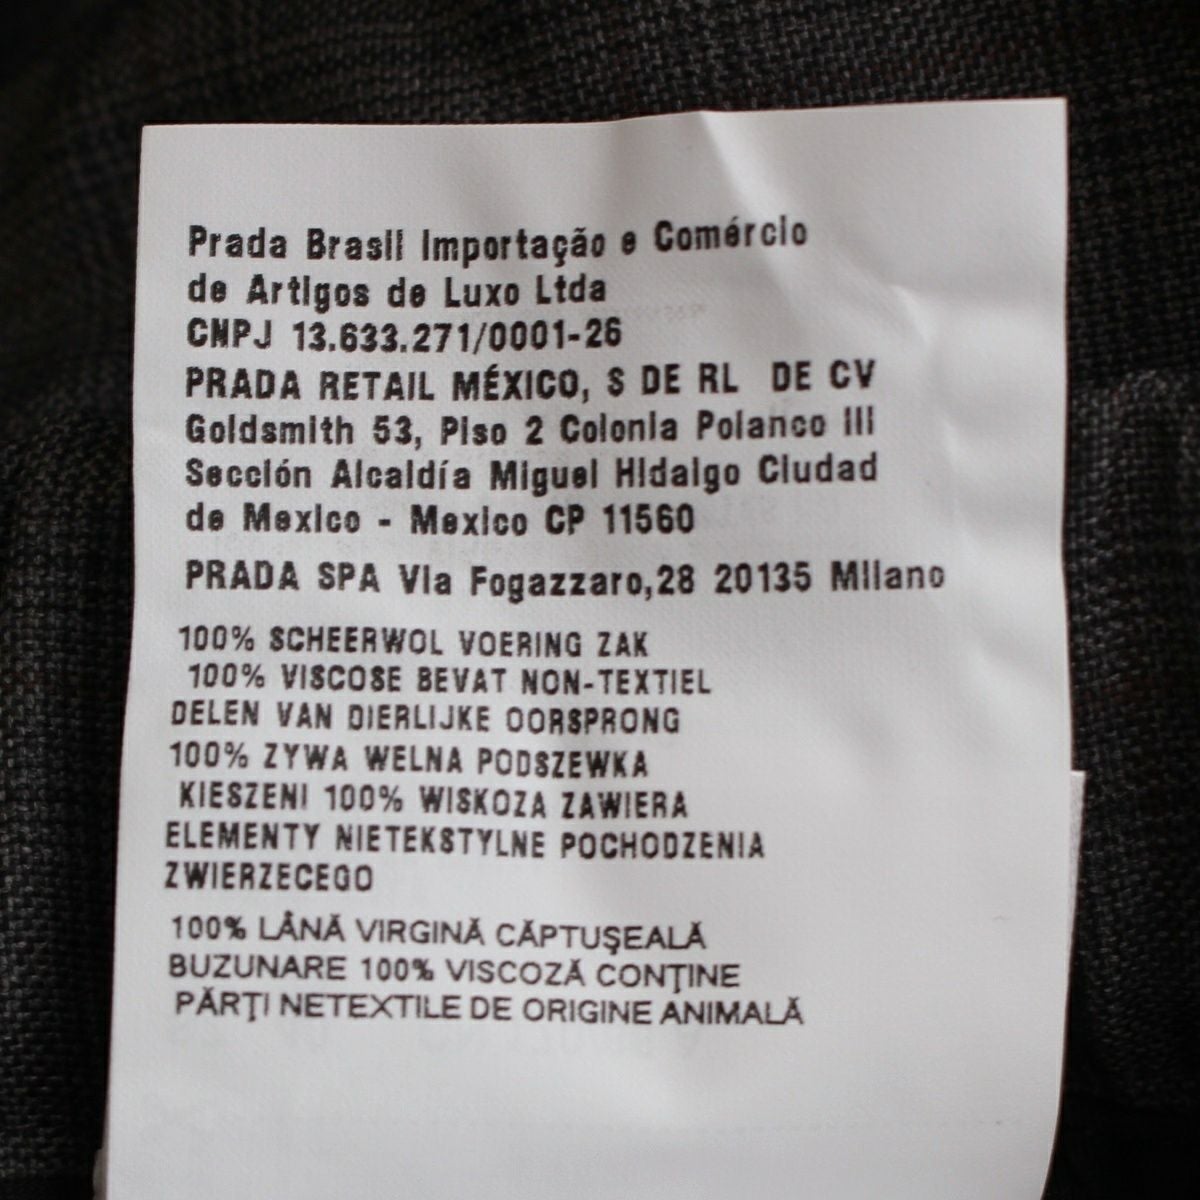 Prada Brasil Importação e Comércio
de Artigos de Luxo Ltda
CNPJ 13.633.271/0001-26
PRADA RETAIL MÉXICO, S DE RL DE CV
Goldsmith 53, Piso 2 Colonia Polanco III
Sección Alcaldía Miguel Hidalgo Ciudad
de Mexico - Mexico CP 11560
PRADA SPA Via Fogazzaro,28 20135 Milano
100% SCHEERWOL VOERING ZAK
100% VISCOSE BEVAT NON-TEXTIEL
DELEN VAN DIERLIJKE OORSPRONG
100% ZYWA WELNA PODSZEWKA
KIESZENI 100% WISKOZA ZAWIERA
ELEMENTY NIETEKSTYLNE POCHODZENIA
ZWIERZECEGO
100% LÂNĂ VIRGINĂ CĂPTUŞEALĂ
BUZUNARE 100% VISCOZĂ CONŢINE
PĂRŢI NETEXTILE DE ORIGINE ANIMALĂ